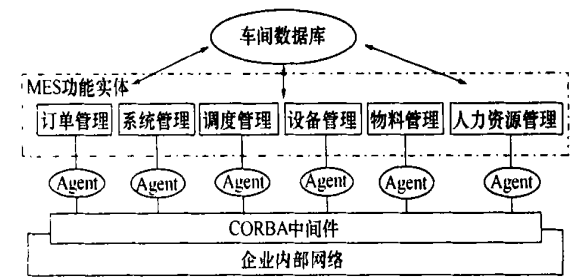 车间数据库
MES功能实体
订单管理 系统管理 调度管理 设备管理 物料管理 人力资源管理
Agent Agent Agent Agent Agent Agent
CORBA中间件
企业内部网络